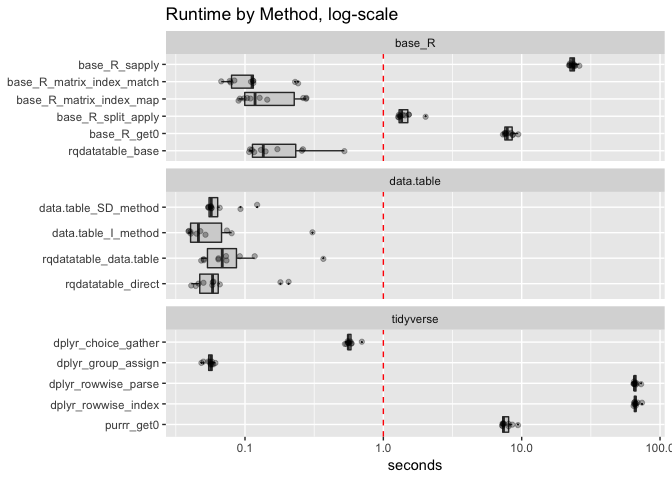 Runtime by Method, log-scale
base_R
base_R_sapply
base_R_matrix_index_match
base_R_matrix_index_map
base_R_split_apply
base_R_get0
rqdatatable_base
data.table
data.table_SD_method
data.table_I_method
rqdatatable_data.table
rqdatatable_direct
tidyverse
dplyr_choice_gather
dplyr_group_assign
dplyr_rowwise_parse
dplyr_rowwise_index
purrr_get0
0.1 1.0 10.0 100.0
seconds